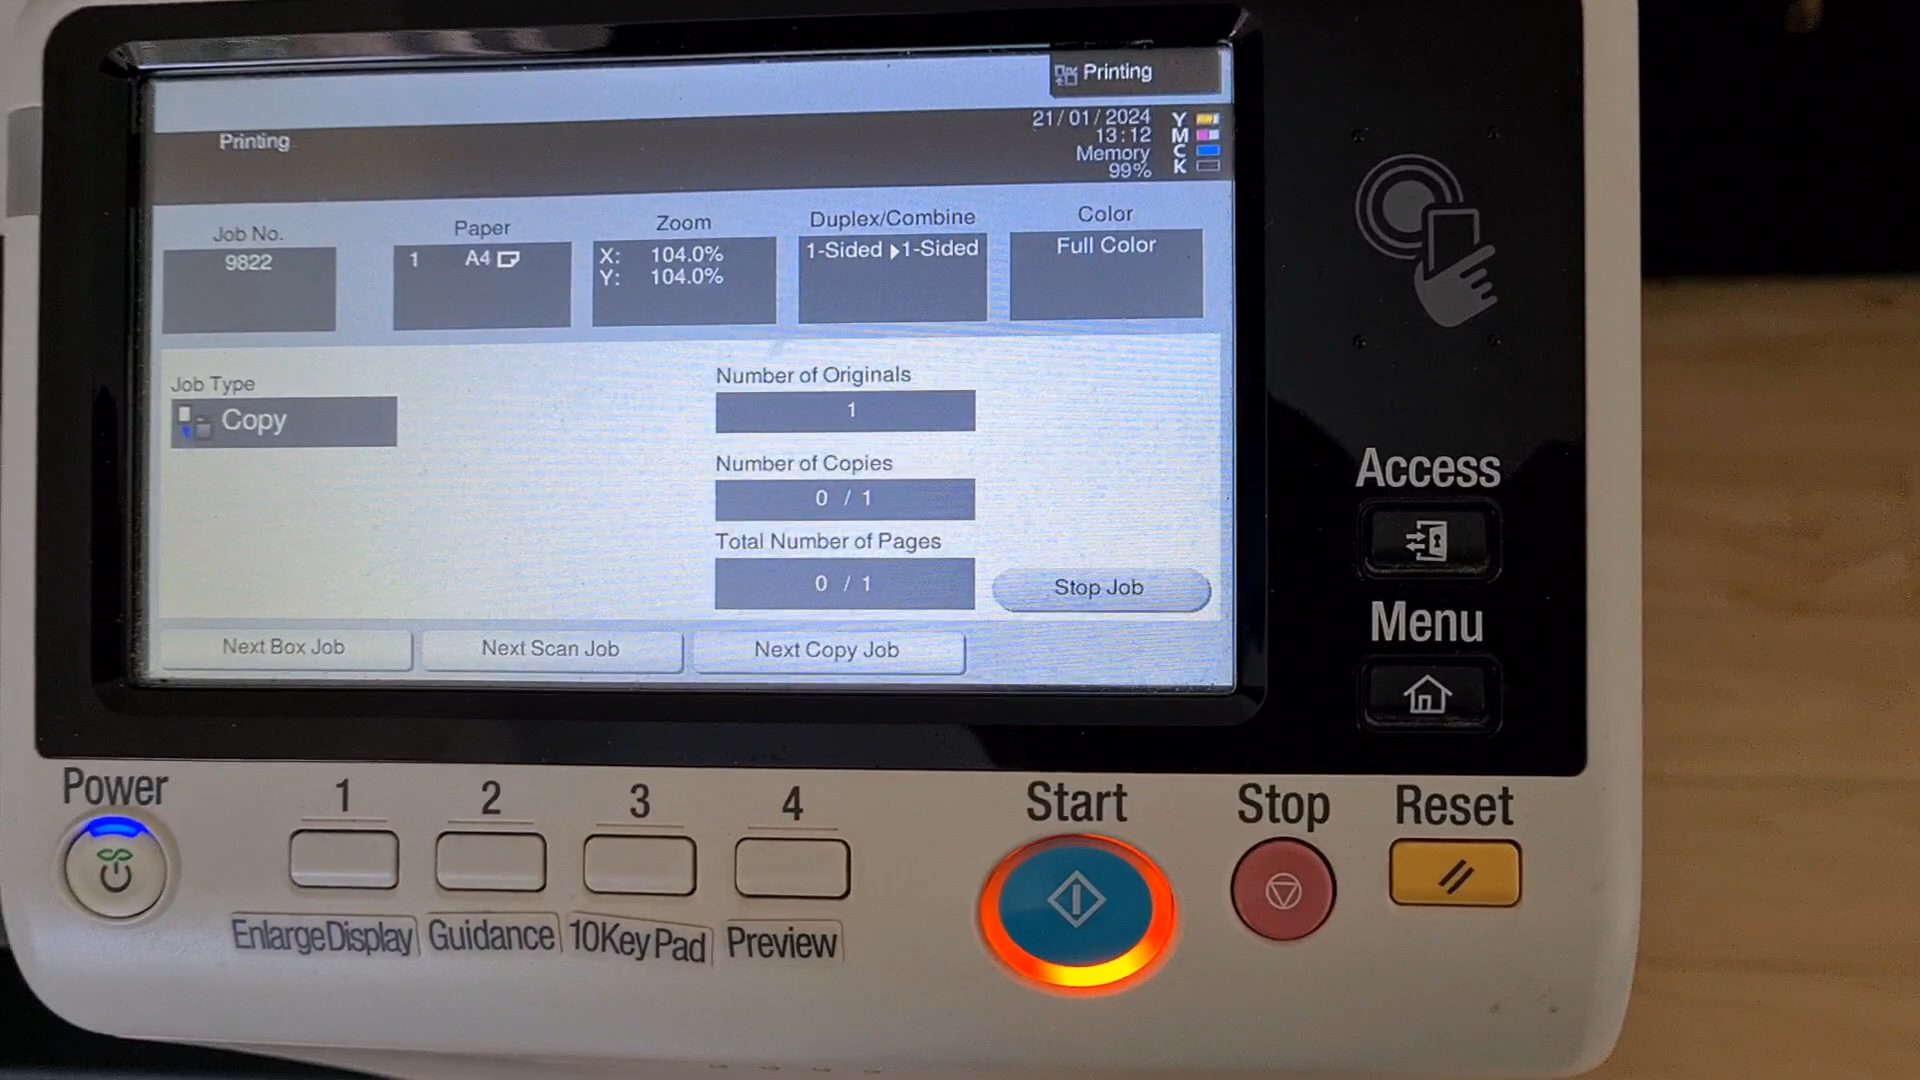 Printing
Printing
21/01/2024
13:12
Memory
99%
Y
M
C
K
Job No.
9822
Paper
1 A4
Zoom
X: 104.0%
Y: 104.0%
Duplex/Combine
1-Sided ▶1-Sided
Color
Full Color
Job Type
Copy
Number of Originals
1
Number of Copies
0 / 1
Total Number of Pages
0 / 1
Stop Job
Next Box Job
Next Scan Job
Next Copy Job
Access
Menu
Power
1
2
3
4
Start
Stop
Reset
Enlarge Display
Guidance
10 Key Pad
Preview